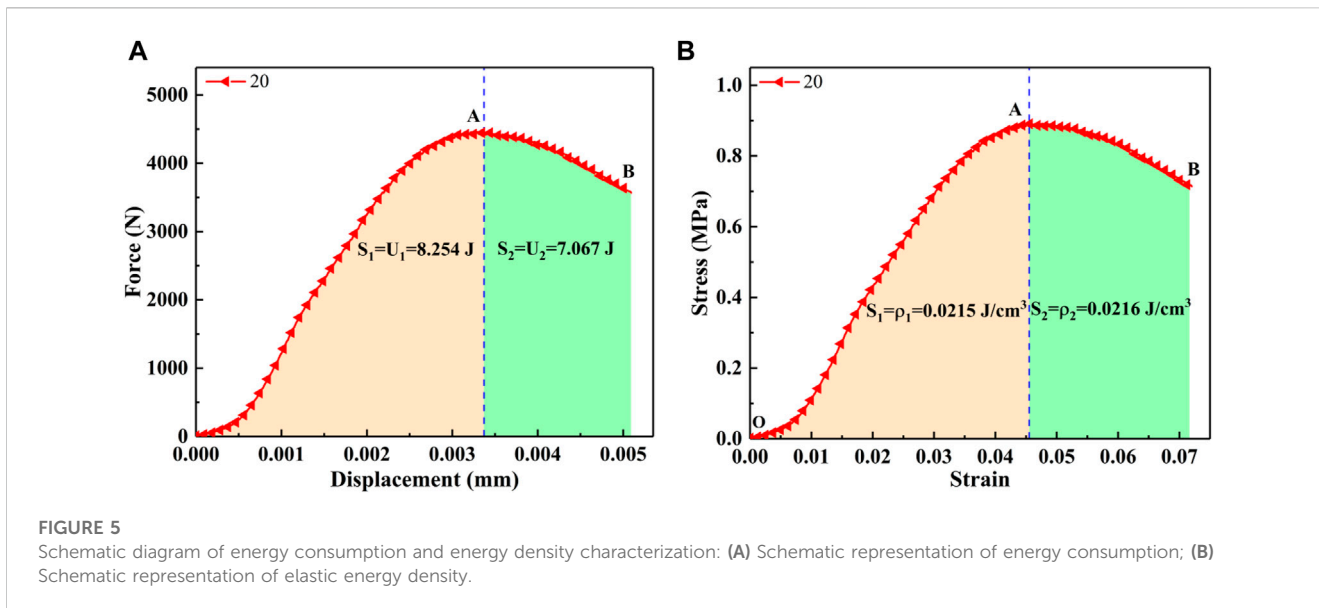 A
20
5000
4000
3000
2000
1000
0
Force (N)
A
B
S₁=U₁=8.254 J
S₂=U₂=7.067 J
0.000 0.001 0.002 0.003 0.004 0.005
Displacement (mm)
B
20
1.0
0.8
0.6
0.4
0.2
0.0
Stress (MPa)
O
A
B
S₁=ρ₁=0.0215 J/cm³
S₂=ρ₂=0.0216 J/cm³
0.00 0.01 0.02 0.03 0.04 0.05 0.06 0.07
Strain
FIGURE 5
Schematic diagram of energy consumption and energy density characterization: (A) Schematic representation of energy consumption; (B)
Schematic representation of elastic energy density.